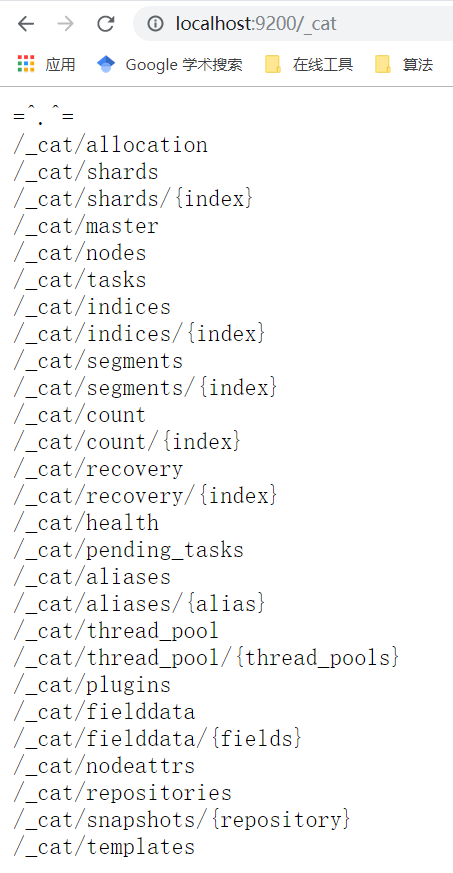 localhost:9200/_cat
应用 Google 学术搜索 在线工具 算法
=^.^=
/_cat/allocation
/_cat/shards
/_cat/shards/{index}
/_cat/master
/_cat/nodes
/_cat/tasks
/_cat/indices
/_cat/indices/{index}
/_cat/segments
/_cat/segments/{index}
/_cat/count
/_cat/count/{index}
/_cat/recovery
/_cat/recovery/{index}
/_cat/health
/_cat/pending_tasks
/_cat/aliases
/_cat/aliases/{alias}
/_cat/thread_pool
/_cat/thread_pool/{thread_pools}
/_cat/plugins
/_cat/fielddata
/_cat/fielddata/{fields}
/_cat/nodeattrs
/_cat/repositories
/_cat/snapshots/{repository}
/_cat/templates